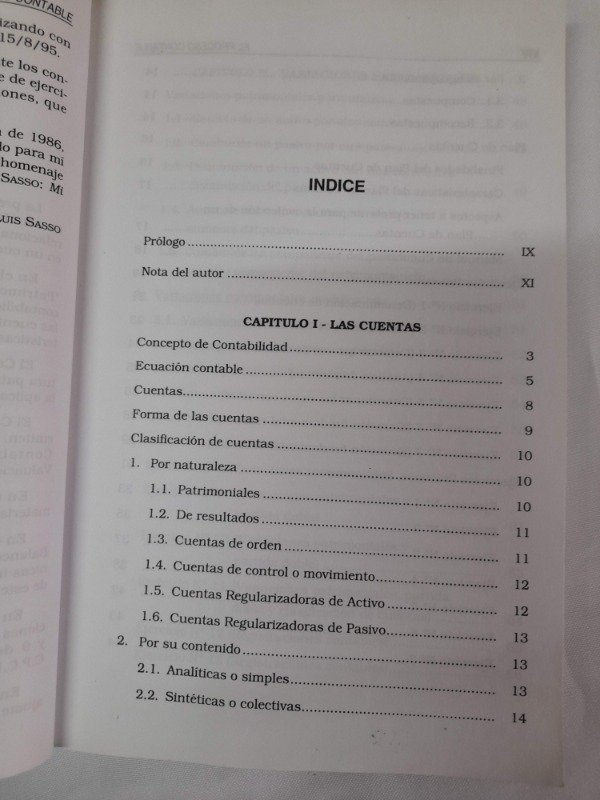 CONTABLE
izando con
15/8/95.
te los con-
e de ejerci-
ones, que
n de 1986,
lo para mi
homenaje
SASSO: Mi
LUIS SASSO
INDICE
Prólogo ........ IX
Nota del autor ........ XI
CAPITULO I - LAS CUENTAS
Concepto de Contabilidad ........ 3
Ecuación contable ........ 5
Cuentas ........ 8
Forma de las cuentas ........ 9
Clasificación de cuentas ........ 10
1. Por naturaleza ........ 10
1.1. Patrimoniales ........ 10
1.2. De resultados ........ 11
1.3. Cuentas de orden ........ 11
1.4. Cuentas de control o movimiento ........ 12
1.5. Cuentas Regularizadoras de Activo ........ 12
1.6. Cuentas Regularizadoras de Pasivo ........ 13
2. Por su contenido ........ 13
2.1. Analíticas o simples ........ 13
2.2. Sintéticas o colectivas ........ 14